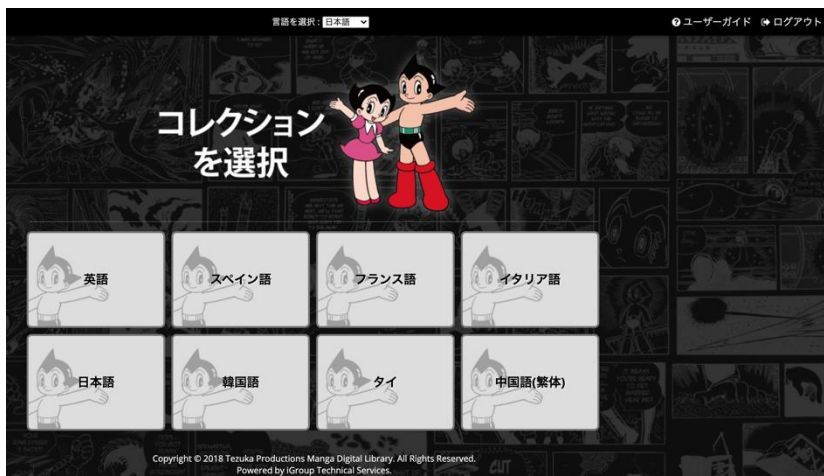 言語を選択 : 日本語
ユーザーガイド ログアウト
コレクション
を選択
英語 スペイン語 フランス語 イタリア語
日本語 韓国語 タイ 中国語(繁体)
Copyright © 2018 Tezuka Productions Manga Digital Library. All Rights Reserved.
Powered by iGroup Technical Services.